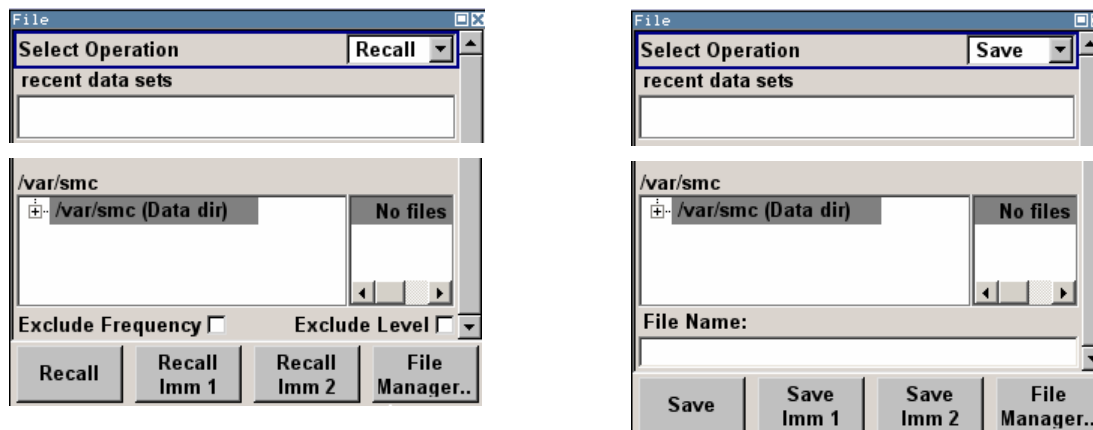 File
Select Operation Recall
recent data sets
/var/smc
/var/smc (Data dir) No files
Exclude Frequency Exclude Level
Recall Recall Imm 1 Recall Imm 2 File Manager..
File
Select Operation Save
recent data sets
/var/smc
/var/smc (Data dir) No files
File Name:
Save Save Imm 1 Save Imm 2 File Manager..